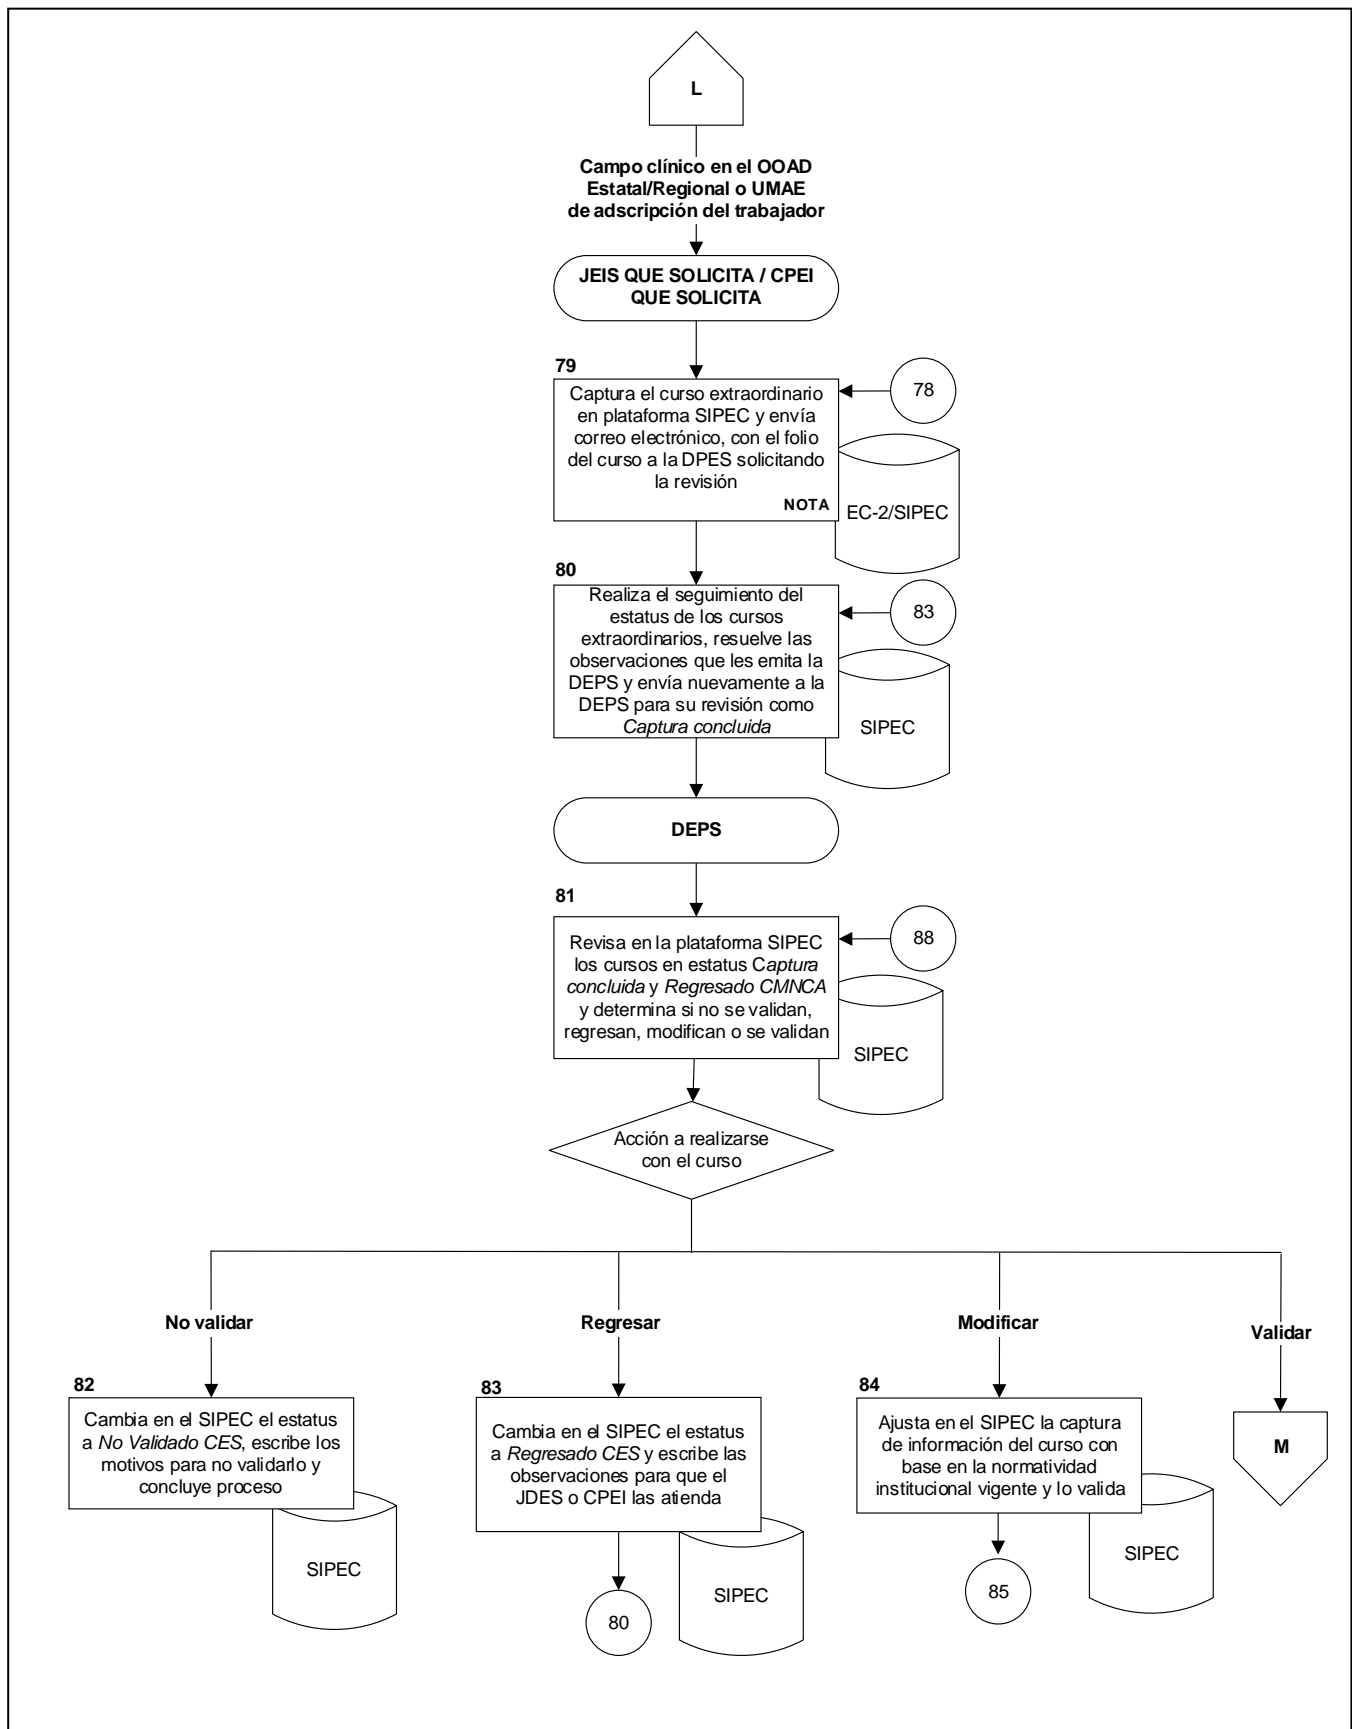 L
Campo clínico en el OOAD
Estatal/Regional o UMAE
de adscripción del trabajador
JEIS QUE SOLICITA / CPEI
QUE SOLICITA
79
Captura el curso extraordinario
en plataforma SIPEC y envía
correo electrónico, con el folio
del curso a la DPES solicitando
la revisión
NOTA
78
EC-2/SIPEC
80
Realiza el seguimiento del
estatus de los cursos
extraordinarios, resuelve las
observaciones que les emita la
DEPS y envía nuevamente a la
DEPS para su revisión como
Captura concluida
83
SIPEC
DEPS
81
Revisa en la plataforma SIPEC
los cursos en estatus Captura
concluida y Regresado CMNCA
y determina si no se validan,
regresan, modifican o se validan
88
SIPEC
Acción a realizarse
con el curso
No validar
Regresar
Modificar
Validar
82
Cambia en el SIPEC el estatus
a No Validado CES, escribe los
motivos para no validarlo y
concluye proceso
SIPEC
83
Cambia en el SIPEC el estatus
a Regresado CES y escribe las
observaciones para que el
JDES o CPEI las atienda
SIPEC
80
84
Ajusta en el SIPEC la captura
de información del curso con
base en la normatividad
institucional vigente y lo valida
SIPEC
85
M